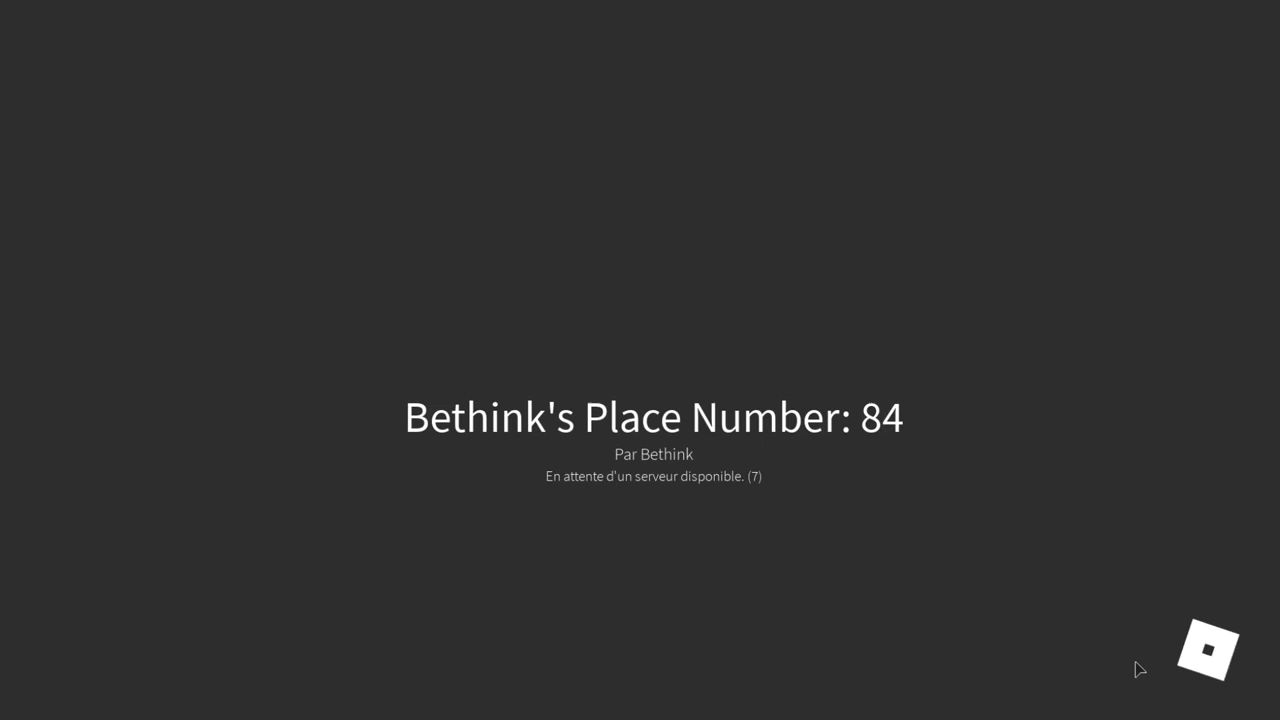 Bethink's Place Number: 84
Par Bethink
En attente d'un serveur disponible. (7)